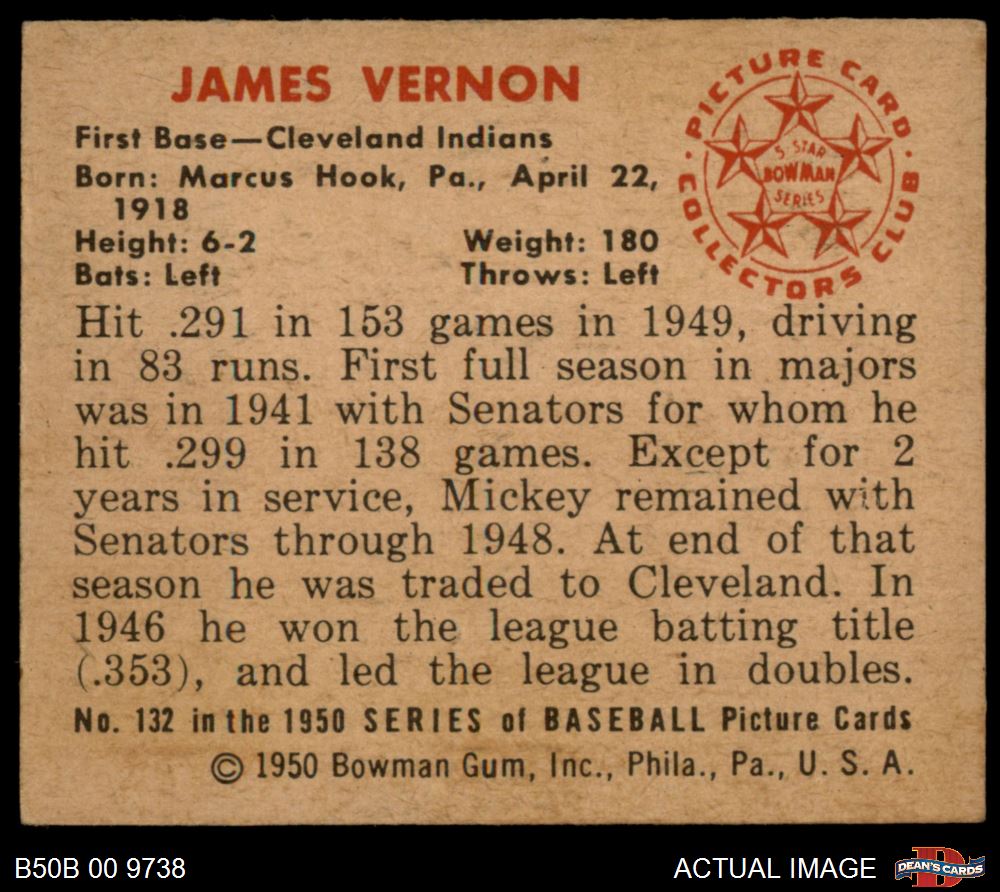 JAMES VERNON
First Base—Cleveland Indians
Born: Marcus Hook, Pa., April 22,
1918
Height: 6-2 Weight: 180
Bats: Left Throws: Left
PICTURE CARD
COLLECTORS CLUB
5-STAR
BOWMAN
SERIES
Hit .291 in 153 games in 1949, driving
in 83 runs. First full season in majors
was in 1941 with Senators for whom he
hit .299 in 138 games. Except for 2
years in service, Mickey remained with
Senators through 1948. At end of that
season he was traded to Cleveland. In
1946 he won the league batting title
(.353), and led the league in doubles.
No. 132 in the 1950 SERIES of BASEBALL Picture Cards
© 1950 Bowman Gum, Inc., Phila., Pa., U. S. A.
B50B 00 9738
ACTUAL IMAGE
D
DEAN'S CARDS